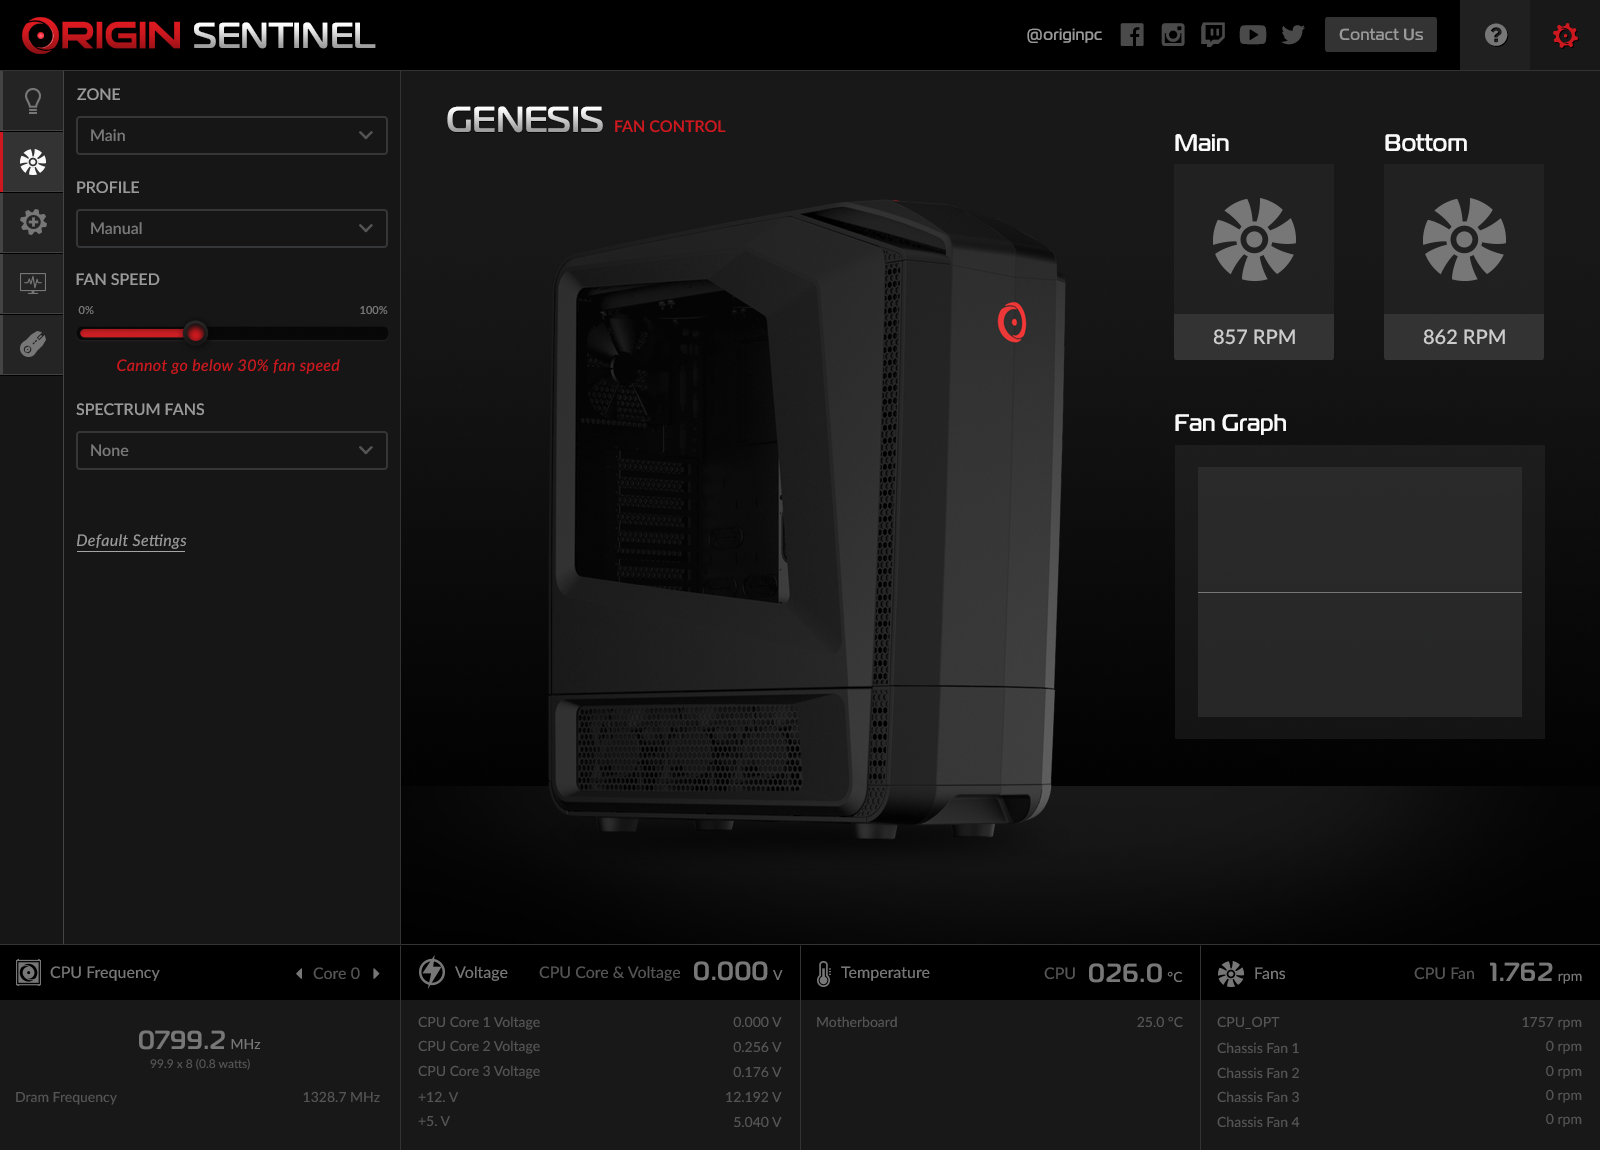 ORIGIN SENTINEL
@originpc
Contact Us
?
ZONE
Main
PROFILE
Manual
FAN SPEED
0% 100%
Cannot go below 30% fan speed
SPECTRUM FANS
None
Default Settings
GENESIS FAN CONTROL
Main
857 RPM
Bottom
862 RPM
Fan Graph
CPU Frequency Core 0
0799.2 MHz
99.9 x 8 (0.8 watts)
Dram Frequency 1328.7 MHz
Voltage CPU Core & Voltage 0.000 V
CPU Core 1 Voltage 0.000 V
CPU Core 2 Voltage 0.256 V
CPU Core 3 Voltage 0.176 V
+12. V 12.192 V
+5. V 5.040 V
Temperature CPU 026.0 °C
Motherboard 25.0 °C
Fans CPU Fan 1.762 rpm
CPU_OPT 1757 rpm
Chassis Fan 1 0 rpm
Chassis Fan 2 0 rpm
Chassis Fan 3 0 rpm
Chassis Fan 4 0 rpm